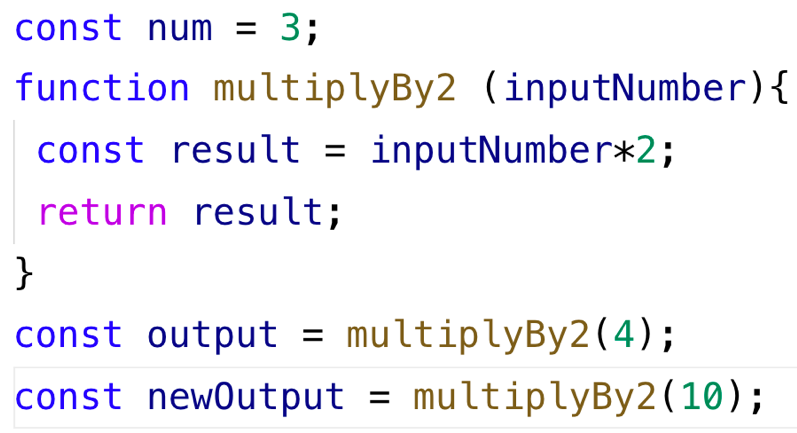 const num = 3;
function multiplyBy2 (inputNumber){
const result = inputNumber*2;
return result;
}
const output = multiplyBy2(4);
const newOutput = multiplyBy2(10);